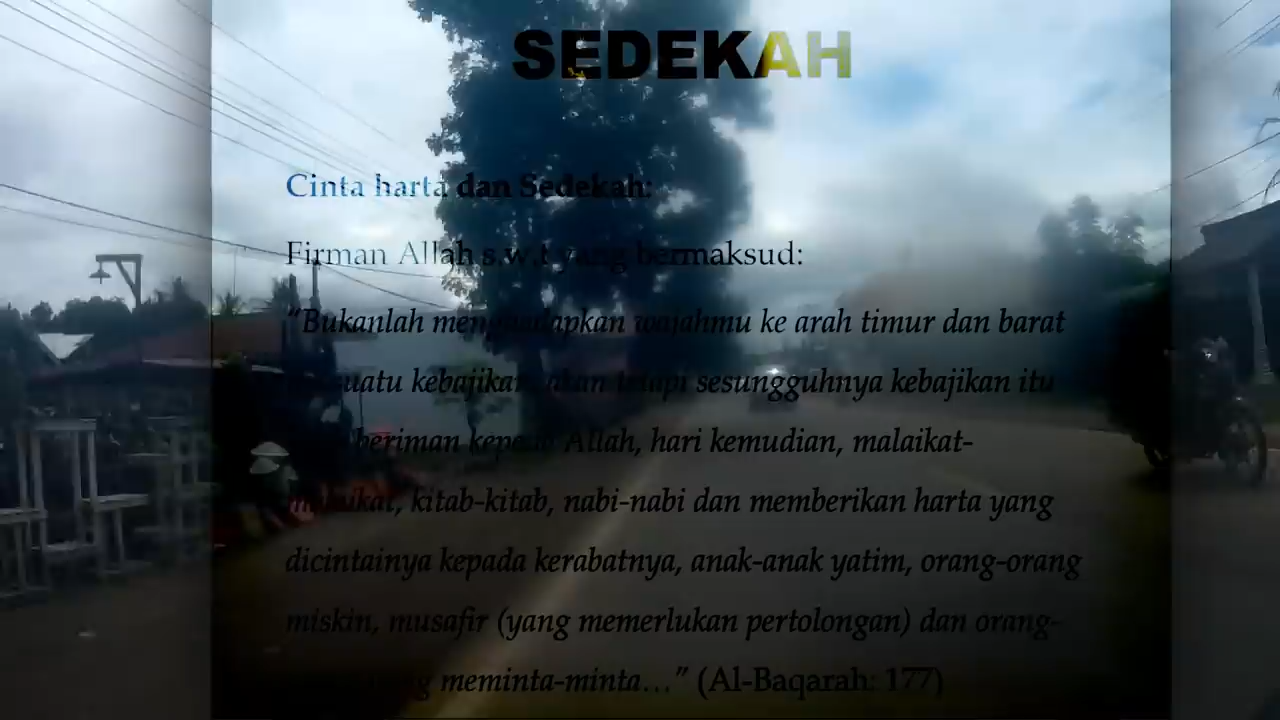 SEDEKAH
Cinta harta dan Sedekah:
Firman Allah s.w.t yang bermaksud:
"Bukanlah menghadapkan wajahmu ke arah timur dan barat
suatu kebajikan, akan tetapi sesungguhnya kebajikan itu
beriman kepada Allah, hari kemudian, malaikat-
malaikat, kitab-kitab, nabi-nabi dan memberikan harta yang
dicintainya kepada kerabatnya, anak-anak yatim, orang-orang
miskin, musafir (yang memerlukan pertolongan) dan orang-
meminta-minta…" (Al-Baqarah: 177)